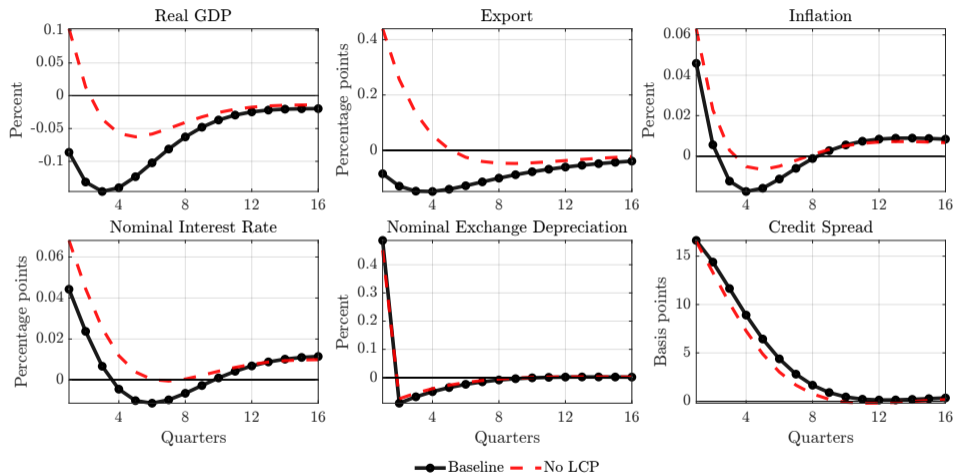 Real GDP
Percent
0.1
0.05
0
-0.05
-0.1
4
8
12
16
Export
Percentage points
0.4
0.2
0
4
8
12
16
Inflation
Percent
0.06
0.04
0.02
0
4
8
12
16
Nominal Interest Rate
Percentage points
0.06
0.04
0.02
0
4
8
12
16
Quarters
Nominal Exchange Depreciation
Percent
0.4
0.3
0.2
0.1
0
4
8
12
16
Quarters
Credit Spread
Basis points
15
10
5
0
4
8
12
16
Quarters
Baseline
No LCP